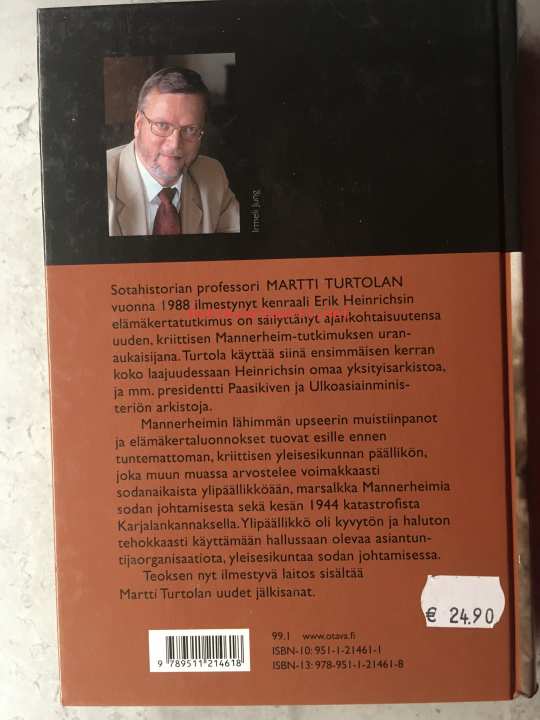 Irmeli Jung
Sotahistorian professori MARTTI TURTOLAN
vuonna 1988 ilmestynyt kenraali Erik Heinrichsin
elämäkertatutkimus on säilyttänyt ajankohtaisuutensa
uuden, kriittisen Mannerheim-tutkimuksen uran-
aukaisijana. Turtola käyttää siinä ensimmäisen kerran
koko laajuudessaan Heinrichsin omaa yksityisarkistoa,
ja mm. presidentti Paasikiven ja Ulkoasiainminis-
teriön arkistoja.
Mannerheimin lähimmän upseerin muistiinpanot
ja elämäkertaluonnokset tuovat esille ennen
tuntemattoman, kriittisen yleisesikunnan päällikön,
joka muun muassa arvostelee voimakkaasti
sodanaikaista ylipäällikköään, marsalkka Mannerheimia
sodan johtamisesta sekä kesän 1944 katastrofista
Karjalankannaksella. Ylipäällikkö oli kyvytön ja haluton
tehokkaasti käyttämään hallussaan olevaa asiantun-
tijaorganisaatiota, yleisesikuntaa sodan johtamisessa.
Teoksen nyt ilmestyvä laitos sisältää
Martti Turtolan uudet jälkisanat.
€ 24.90
99.1 www.otava.fi
ISBN-10: 951-1-21461-1
ISBN-13: 978-951-1-21461-8
9 789511 214618